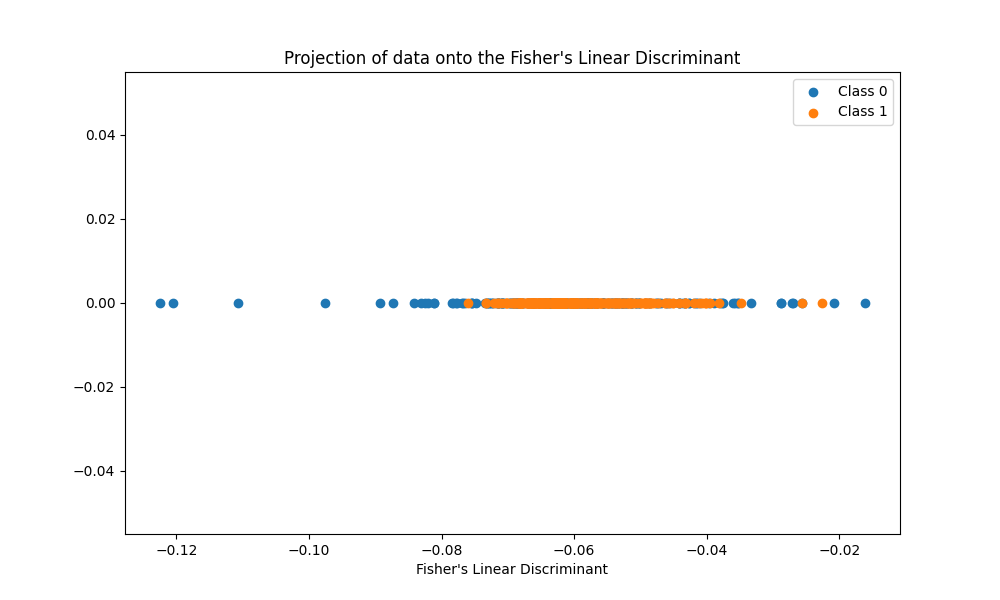 Projection of data onto the Fisher's Linear Discriminant
Class 0
Class 1
0.04
0.02
0.00
−0.02
−0.04
−0.12
−0.10
−0.08
−0.06
−0.04
−0.02
Fisher's Linear Discriminant